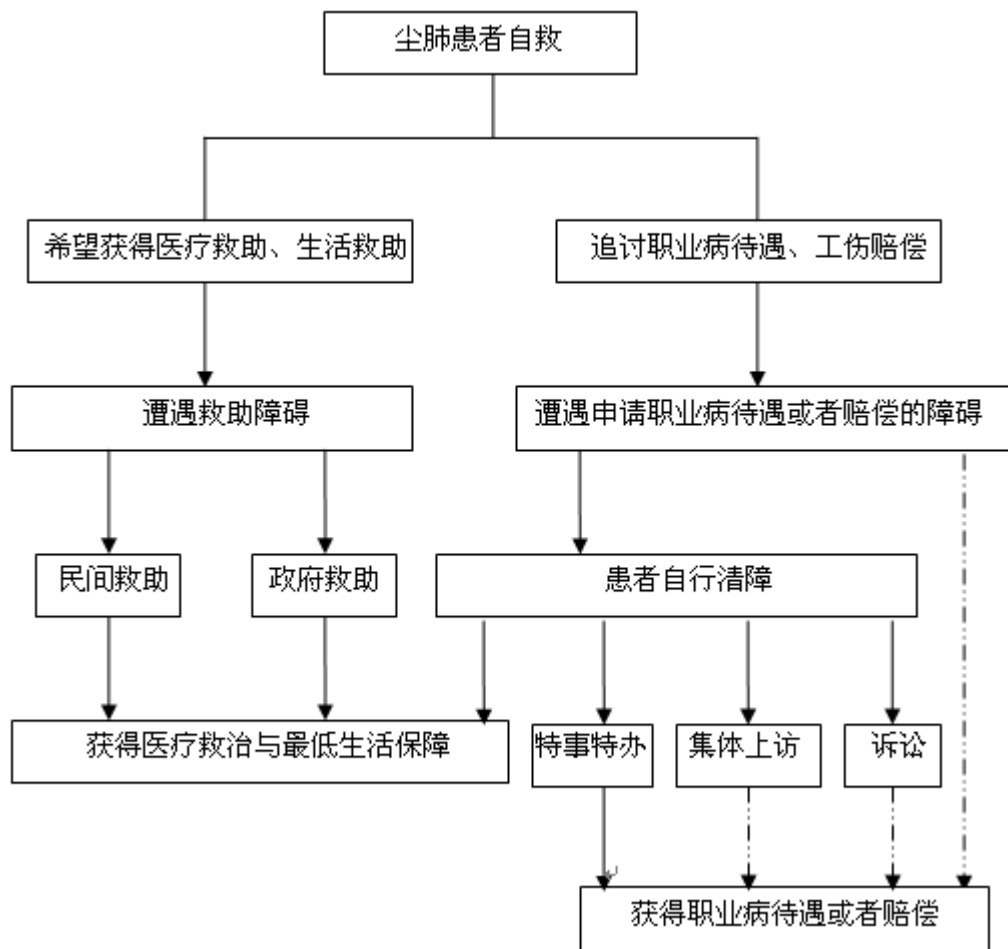 尘肺患者自救
希望获得医疗救助、生活救助
追讨职业病待遇、工伤赔偿
遭遇救助障碍
遭遇申请职业病待遇或者赔偿的障碍
民间救助
政府救助
患者自行清障
获得医疗救治与最低生活保障
特事特办
集体上访
诉讼
获得职业病待遇或者赔偿